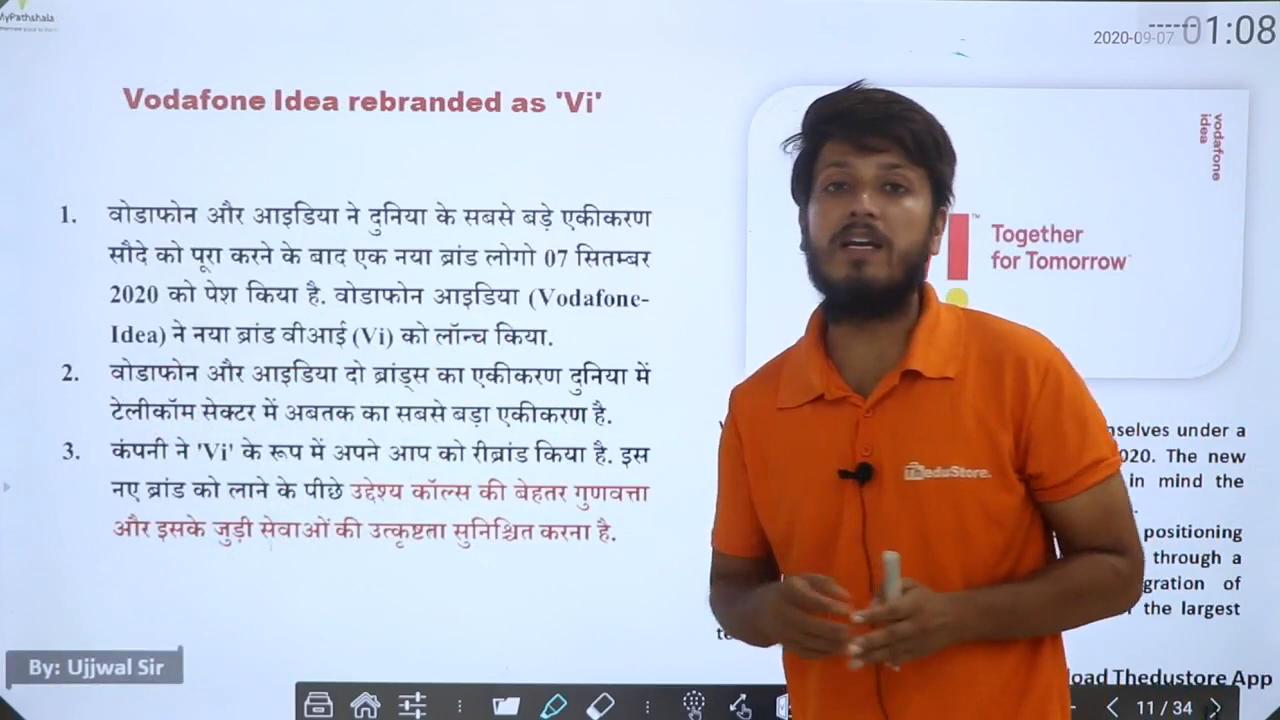 MyPathshala
2020-09-07
01:08
Vodafone Idea rebranded as 'Vi'
1. वोडाफोन और आइडिया ने दुनिया के सबसे बड़े एकीकरण
सौदे को पूरा करने के बाद एक नया ब्रांड लोगो 07 सितम्बर
2020 को पेश किया है. वोडाफोन आइडिया (Vodafone-
Idea) ने नया ब्रांड वीआई (Vi) को लॉन्च किया.
2. वोडाफोन और आइडिया दो ब्रांड्स का एकीकरण दुनिया में
टेलीकॉम सेक्टर में अबतक का सबसे बड़ा एकीकरण है.
3. कंपनी ने 'Vi' के रूप में अपने आप को रीब्रांड किया है. इस
नए ब्रांड को लाने के पीछे उद्देश्य कॉल्स की बेहतर गुणवत्ता
और इसके जुड़ी सेवाओं की उत्कृष्टता सुनिश्चित करना है.
vodafone
idea
TM
Together
for Tomorrow
under a
020. The new
in mind the
positioning
through a
of
the largest
TheduStore.
By: Ujjwal Sir
Thedustore App
11 / 34